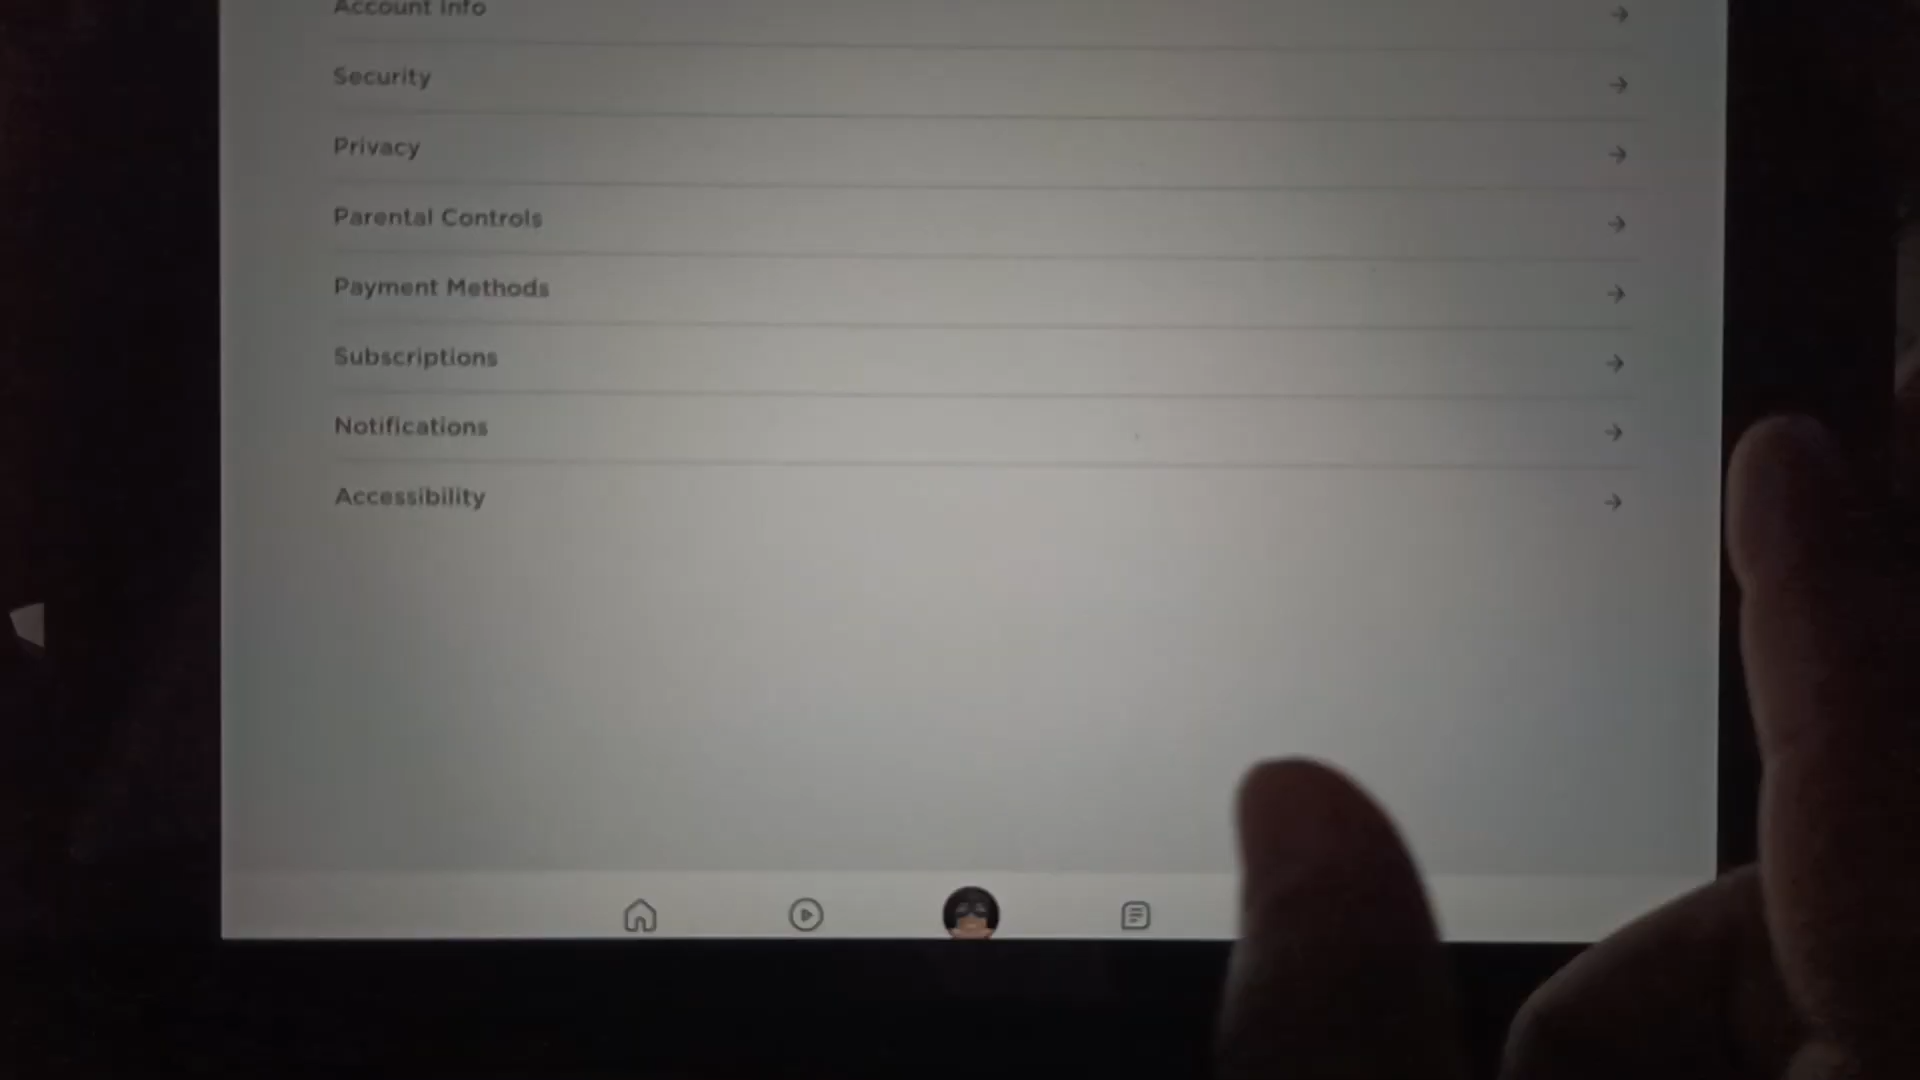 Account Info
Security
Privacy
Parental Controls
Payment Methods
Subscriptions
Notifications
Accessibility